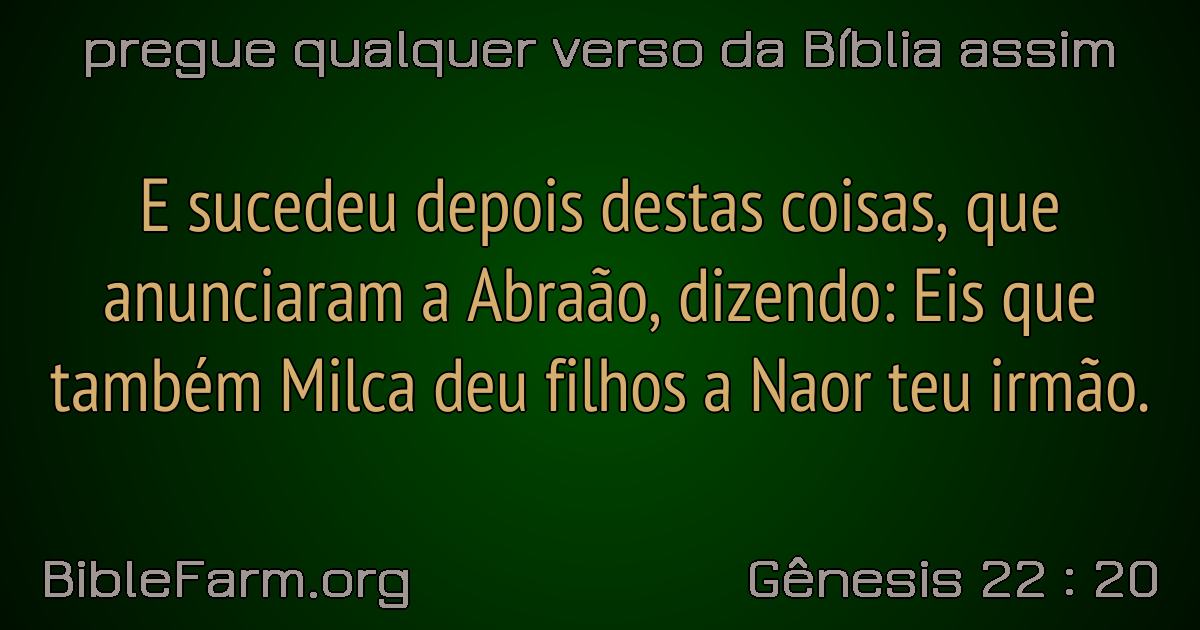 pregue qualquer verso da Bíblia assim
E sucedeu depois destas coisas, que
anunciaram a Abraão, dizendo: Eis que
também Milca deu filhos a Naor teu irmão.
BibleFarm.org
Gênesis 22 : 20